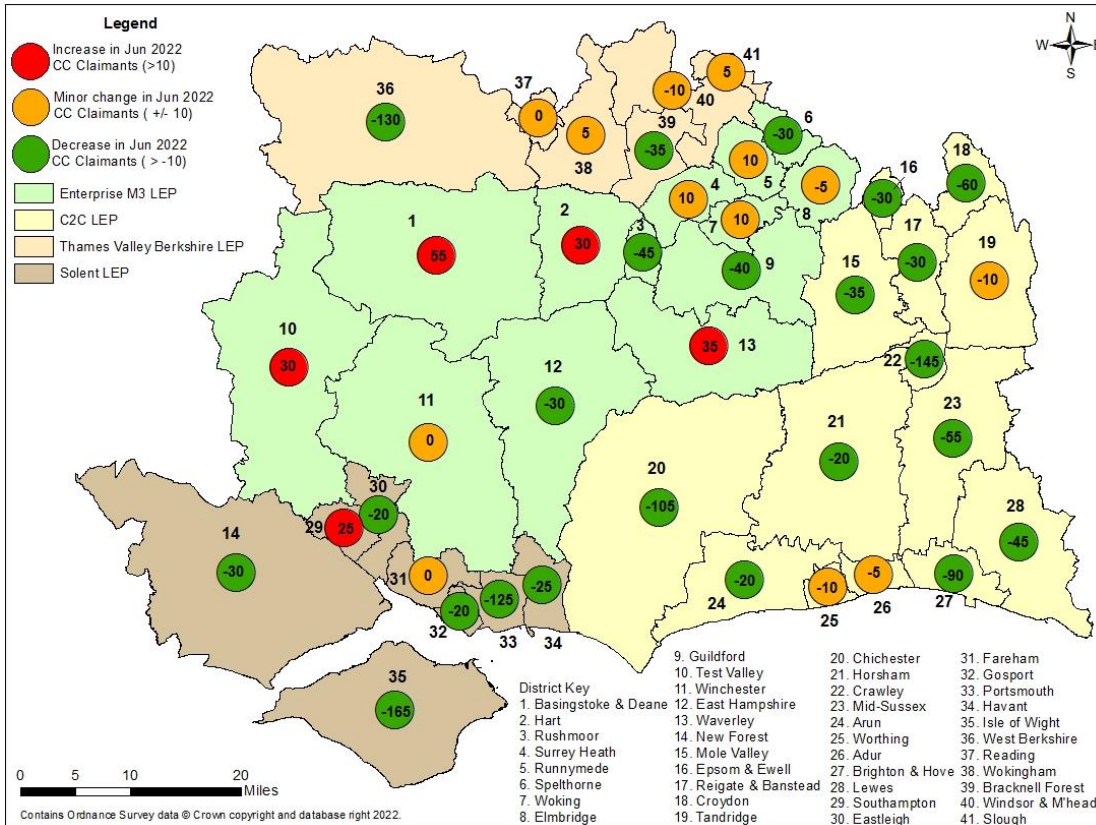 Legend
Increase in Jun 2022
CC Claimants (>10)
Minor change in Jun 2022
CC Claimants ( +/- 10)
Decrease in Jun 2022
CC Claimants ( > -10)
Enterprise M3 LEP
C2C LEP
Thames Valley Berkshire LEP
Solent LEP
N
W E
S
36
-130
37
0
5
38
-10
40
5
41
39
-35
-30
6
10
5
-5
8
10
4
10
7
1
55
2
30
3
-45
-40
9
16
-30
18
-60
17
-30
19
-10
15
-35
10
30
35
13
12
-30
11
0
22
-145
21
-20
23
-55
20
-105
28
-45
14
-30
29
25
30
-20
31
0
32
-20
-125
33
-25
34
-20
24
-10
25
-5
26
-90
27
35
-165
District Key
1. Basingstoke & Deane
2. Hart
3. Rushmoor
4. Surrey Heath
5. Runnymede
6. Spelthorne
7. Woking
8. Elmbridge
9. Guildford
10. Test Valley
11. Winchester
12. East Hampshire
13. Waverley
14. New Forest
15. Mole Valley
16. Epsom & Ewell
17. Reigate & Banstead
18. Croydon
19. Tandridge
20. Chichester
21. Horsham
22. Crawley
23. Mid-Sussex
24. Arun
25. Worthing
26. Adur
27. Brighton & Hove
28. Lewes
29. Southampton
30. Eastleigh
31. Fareham
32. Gosport
33. Portsmouth
34. Havant
35. Isle of Wight
36. West Berkshire
37. Reading
38. Wokingham
39. Bracknell Forest
40. Windsor & M'head
41. Slough
0 5 10 20
Miles
Contains Ordnance Survey data © Crown copyright and database right 2022.